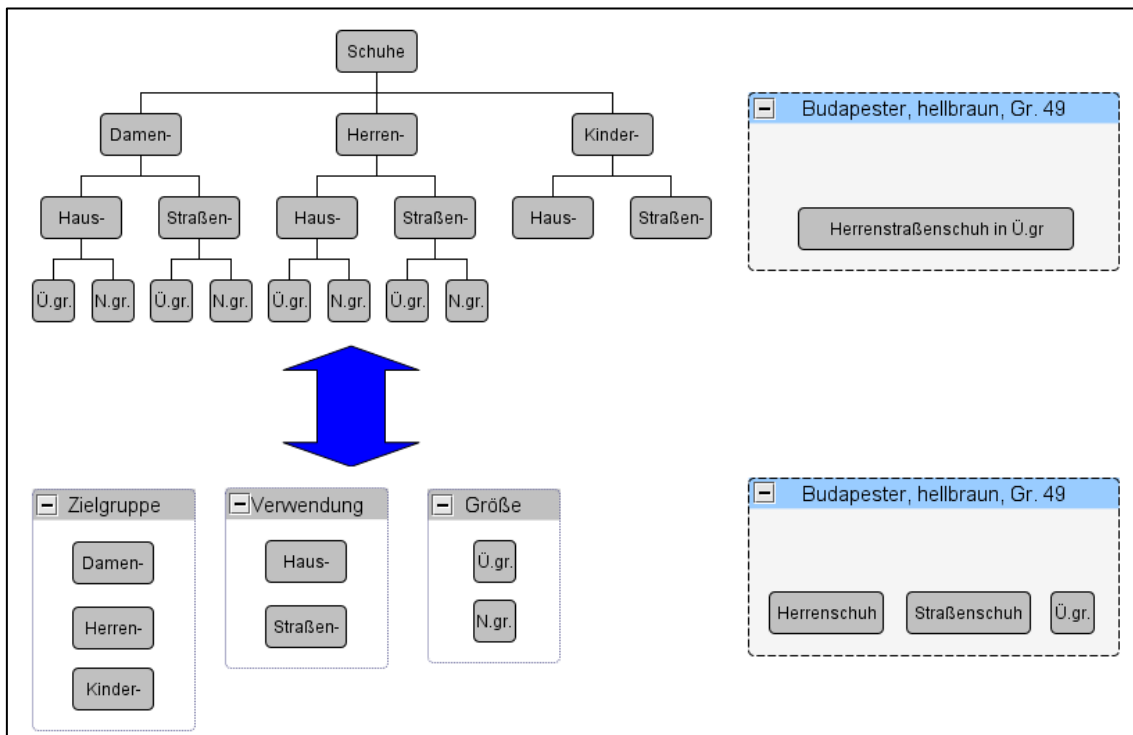 Schuhe
Damen- Herren- Kinder-
Haus- Straßen- Haus- Straßen- Haus- Straßen-
Ü.gr. N.gr. Ü.gr. N.gr. Ü.gr. N.gr. Ü.gr. N.gr.
Budapester, hellbraun, Gr. 49
Herrenstraßenschuh in Ü.gr
Zielgruppe
Damen-
Herren-
Kinder-
Verwendung
Haus-
Straßen-
Größe
Ü.gr.
N.gr.
Budapester, hellbraun, Gr. 49
Herrenschuh Straßenschuh Ü.gr.